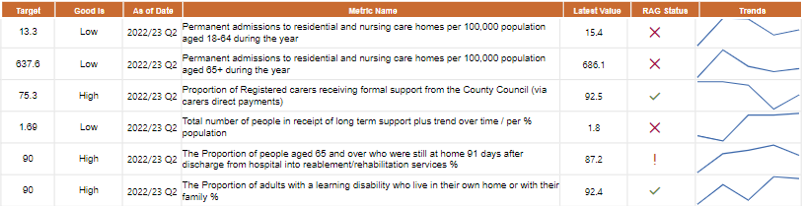 Target Good Is As of Date Metric Name Latest Value RAG Status Trends
13.3 Low 2022/23 Q2 Permanent admissions to residential and nursing care homes per 100,000 population
aged 18-64 during the year 15.4
637.6 Low 2022/23 Q2 Permanent admissions to residential and nursing care homes per 100,000 population
aged 65+ during the year 686.1
75.3 High 2022/23 Q2 Proportion of Registered carers receiving formal support from the County Council (via
carers direct payments) 92.5
1.69 Low 2022/23 Q2 Total number of people in receipt of long term support plus trend over time / per %
population 1.8
90 High 2022/23 Q2 The Proportion of people aged 65 and over who were still at home 91 days after
discharge from hospital into reablement/rehabilitation services % 87.2 !
90 High 2022/23 Q2 The Proportion of adults with a learning disability who live in their own home or with their
family % 92.4